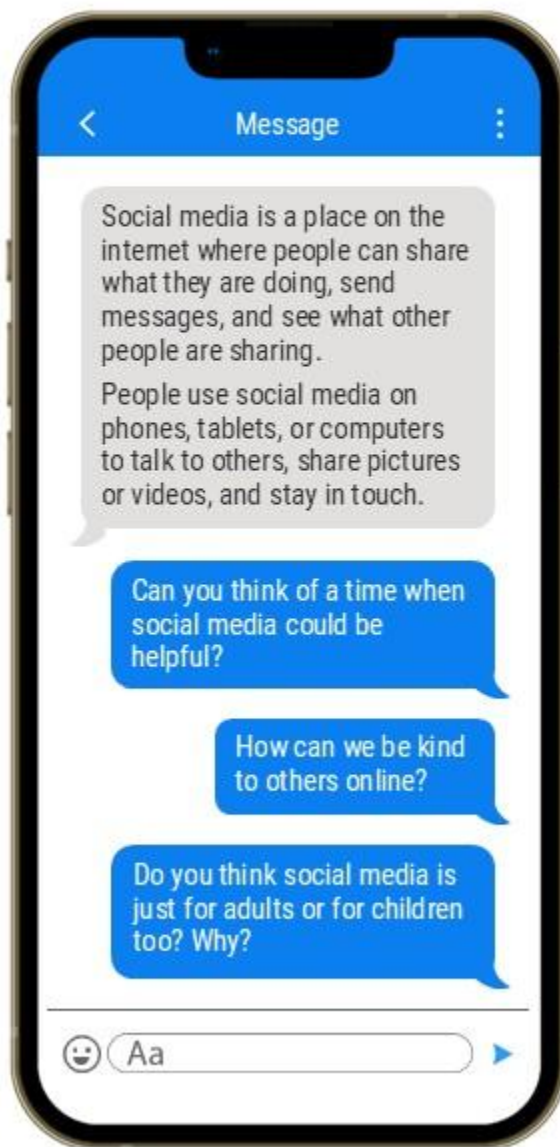 Message
Social media is a place on the
internet where people can share
what they are doing, send
messages, and see what other
people are sharing.
People use social media on
phones, tablets, or computers
to talk to others, share pictures
or videos, and stay in touch.
Can you think of a time when
social media could be
helpful?
How can we be kind
to others online?
Do you think social media is
just for adults or for children
too? Why?
Aa